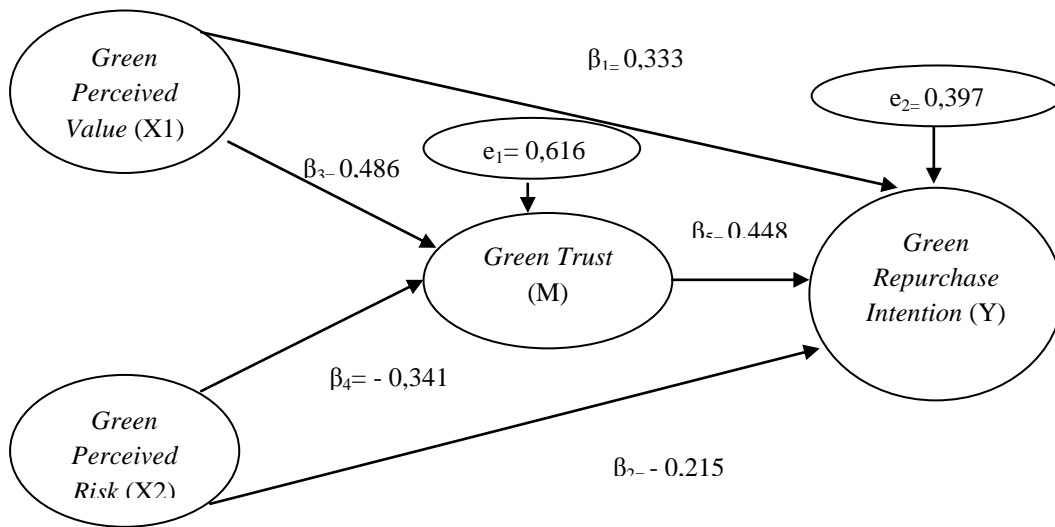 Green
Perceived
Value (X1)
β₁₌ 0,333
e₂₌ 0,397
e₁= 0,616
β₃₌ 0,486
Green Trust
(M)
β₅₌ 0,448
Green
Repurchase
Intention (Y)
β₄= - 0,341
Green
Perceived
Risk (X2)
β₂₌ - 0,215